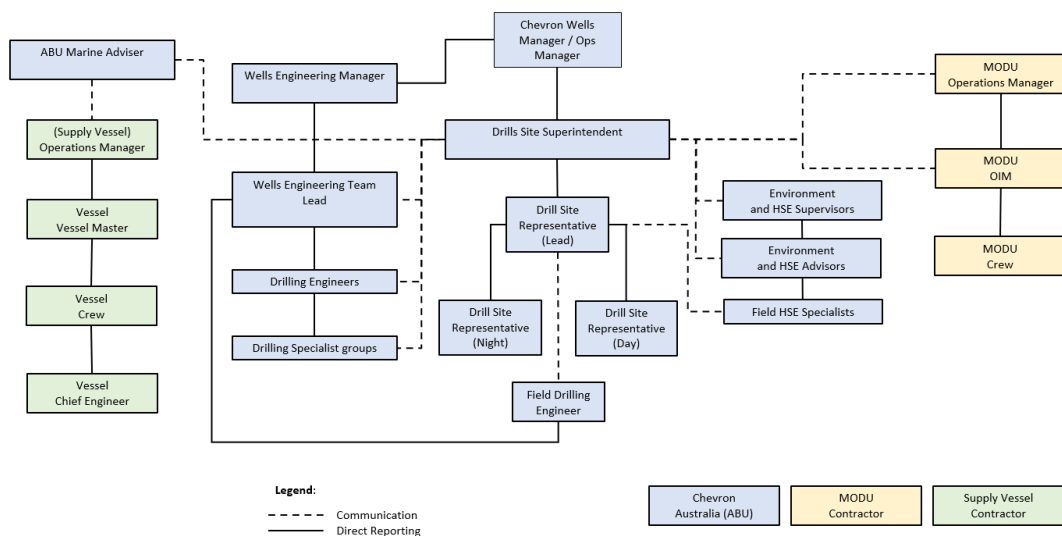 Chevron Wells
Manager / Ops
Manager
ABU Marine Adviser
Wells Engineering Manager
MODU
Operations Manager
(Supply Vessel)
Operations Manager
Drills Site Superintendent
MODU
OIM
Wells Engineering Team
Lead
Environment
and HSE Supervisors
Vessel
Vessel Master
Drill Site
Representative
(Lead)
MODU
Crew
Environment
and HSE Advisors
Drilling Engineers
Vessel
Crew
Drill Site
Representative
(Night)
Drill Site
Representative
(Day)
Field HSE Specialists
Drilling Specialist groups
Vessel
Chief Engineer
Field Drilling
Engineer
Legend:
Communication
Direct Reporting
Chevron
Australia (ABU)
MODU
Contractor
Supply Vessel
Contractor